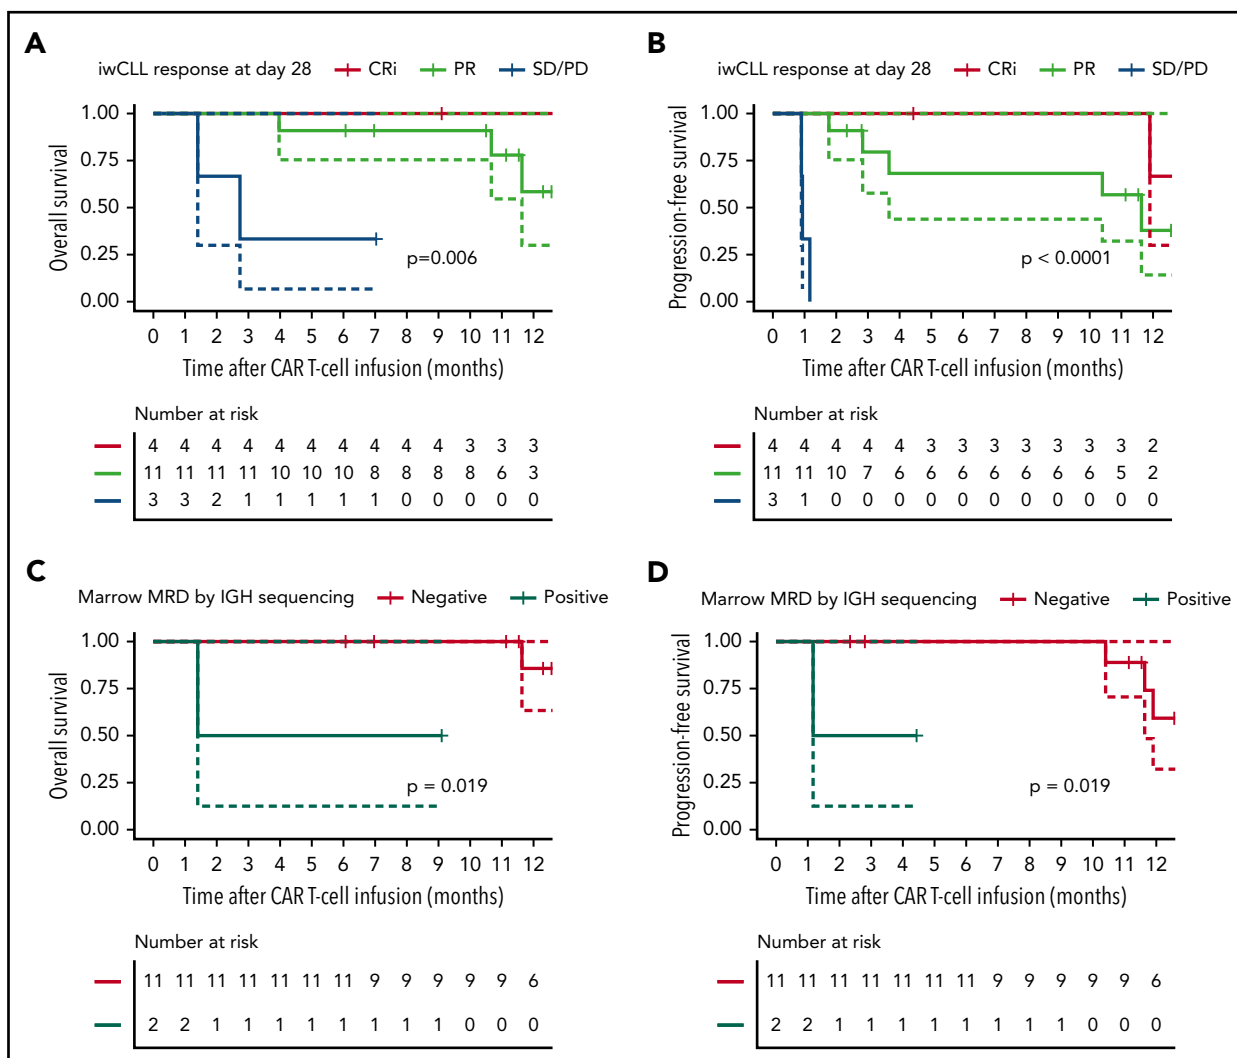 A
iwCLL response at day 28 CRi PR SD/PD
Overall survival
1.00
0.75
0.50
0.25
0.00
p=0.006
0 1 2 3 4 5 6 7 8 9 10 11 12
Time after CAR T-cell infusion (months)
Number at risk
4 4 4 4 4 4 4 4 4 4 3 3 3
11 11 11 11 10 10 10 8 8 8 8 6 3
3 3 2 1 1 1 1 1 0 0 0 0 0
B
iwCLL response at day 28 CRi PR SD/PD
Progression-free survival
1.00
0.75
0.50
0.25
0.00
p < 0.0001
0 1 2 3 4 5 6 7 8 9 10 11 12
Time after CAR T-cell infusion (months)
Number at risk
4 4 4 4 4 3 3 3 3 3 3 3 2
11 11 10 7 6 6 6 6 6 6 6 5 2
3 1 0 0 0 0 0 0 0 0 0 0 0
C
Marrow MRD by IGH sequencing Negative Positive
Overall survival
1.00
0.75
0.50
0.25
0.00
p = 0.019
0 1 2 3 4 5 6 7 8 9 10 11 12
Time after CAR T-cell infusion (months)
Number at risk
11 11 11 11 11 11 11 9 9 9 9 9 6
2 2 1 1 1 1 1 1 1 1 0 0 0
D
Marrow MRD by IGH sequencing Negative Positive
Progression-free survival
1.00
0.75
0.50
0.25
0.00
p = 0.019
0 1 2 3 4 5 6 7 8 9 10 11 12
Time after CAR T-cell infusion (months)
Number at risk
11 11 11 11 11 11 11 9 9 9 9 9 6
2 2 1 1 1 1 1 1 1 1 0 0 0